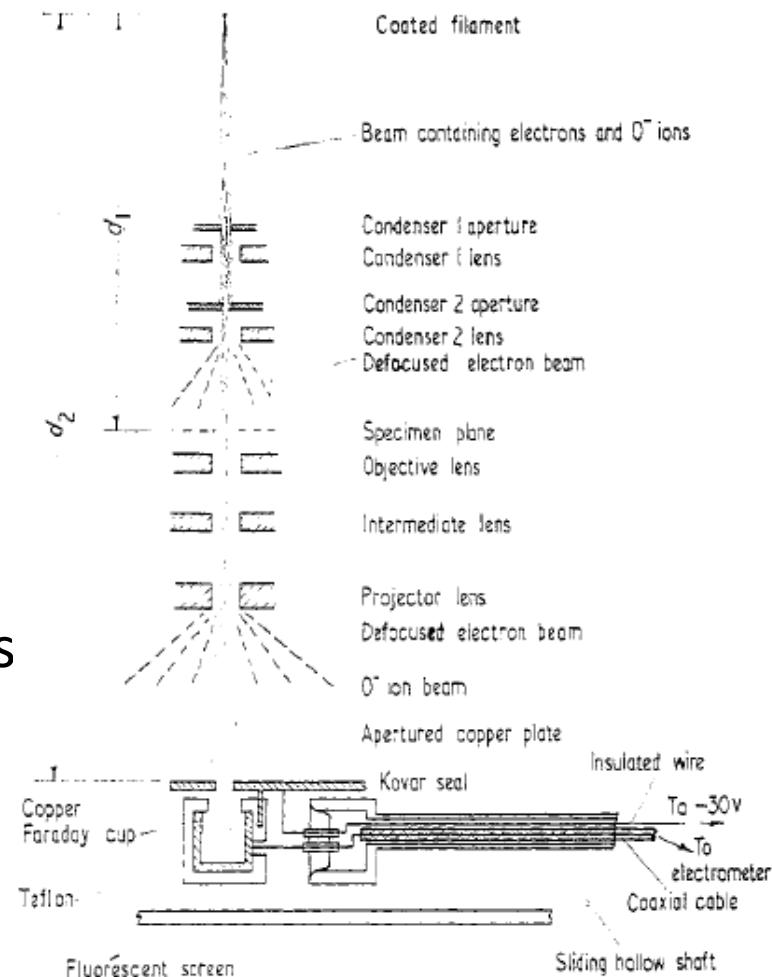 Coated filament
Beam containing electrons and O⁻ ions
d₁
Condenser 1 aperture
Condenser 1 lens
Condenser 2 aperture
Condenser 2 lens
Defocused electron beam
d₂
Specimen plane
Objective lens
Intermediate lens
Projector lens
s
Defocused electron beam
O⁻ ion beam
Apertured copper plate
Insulated wire
Kovar seal
Copper
Faraday cup
To -30v
To
electrometer
Coaxial cable
Teflon
Fluorescent screen
Sliding hollow shaft